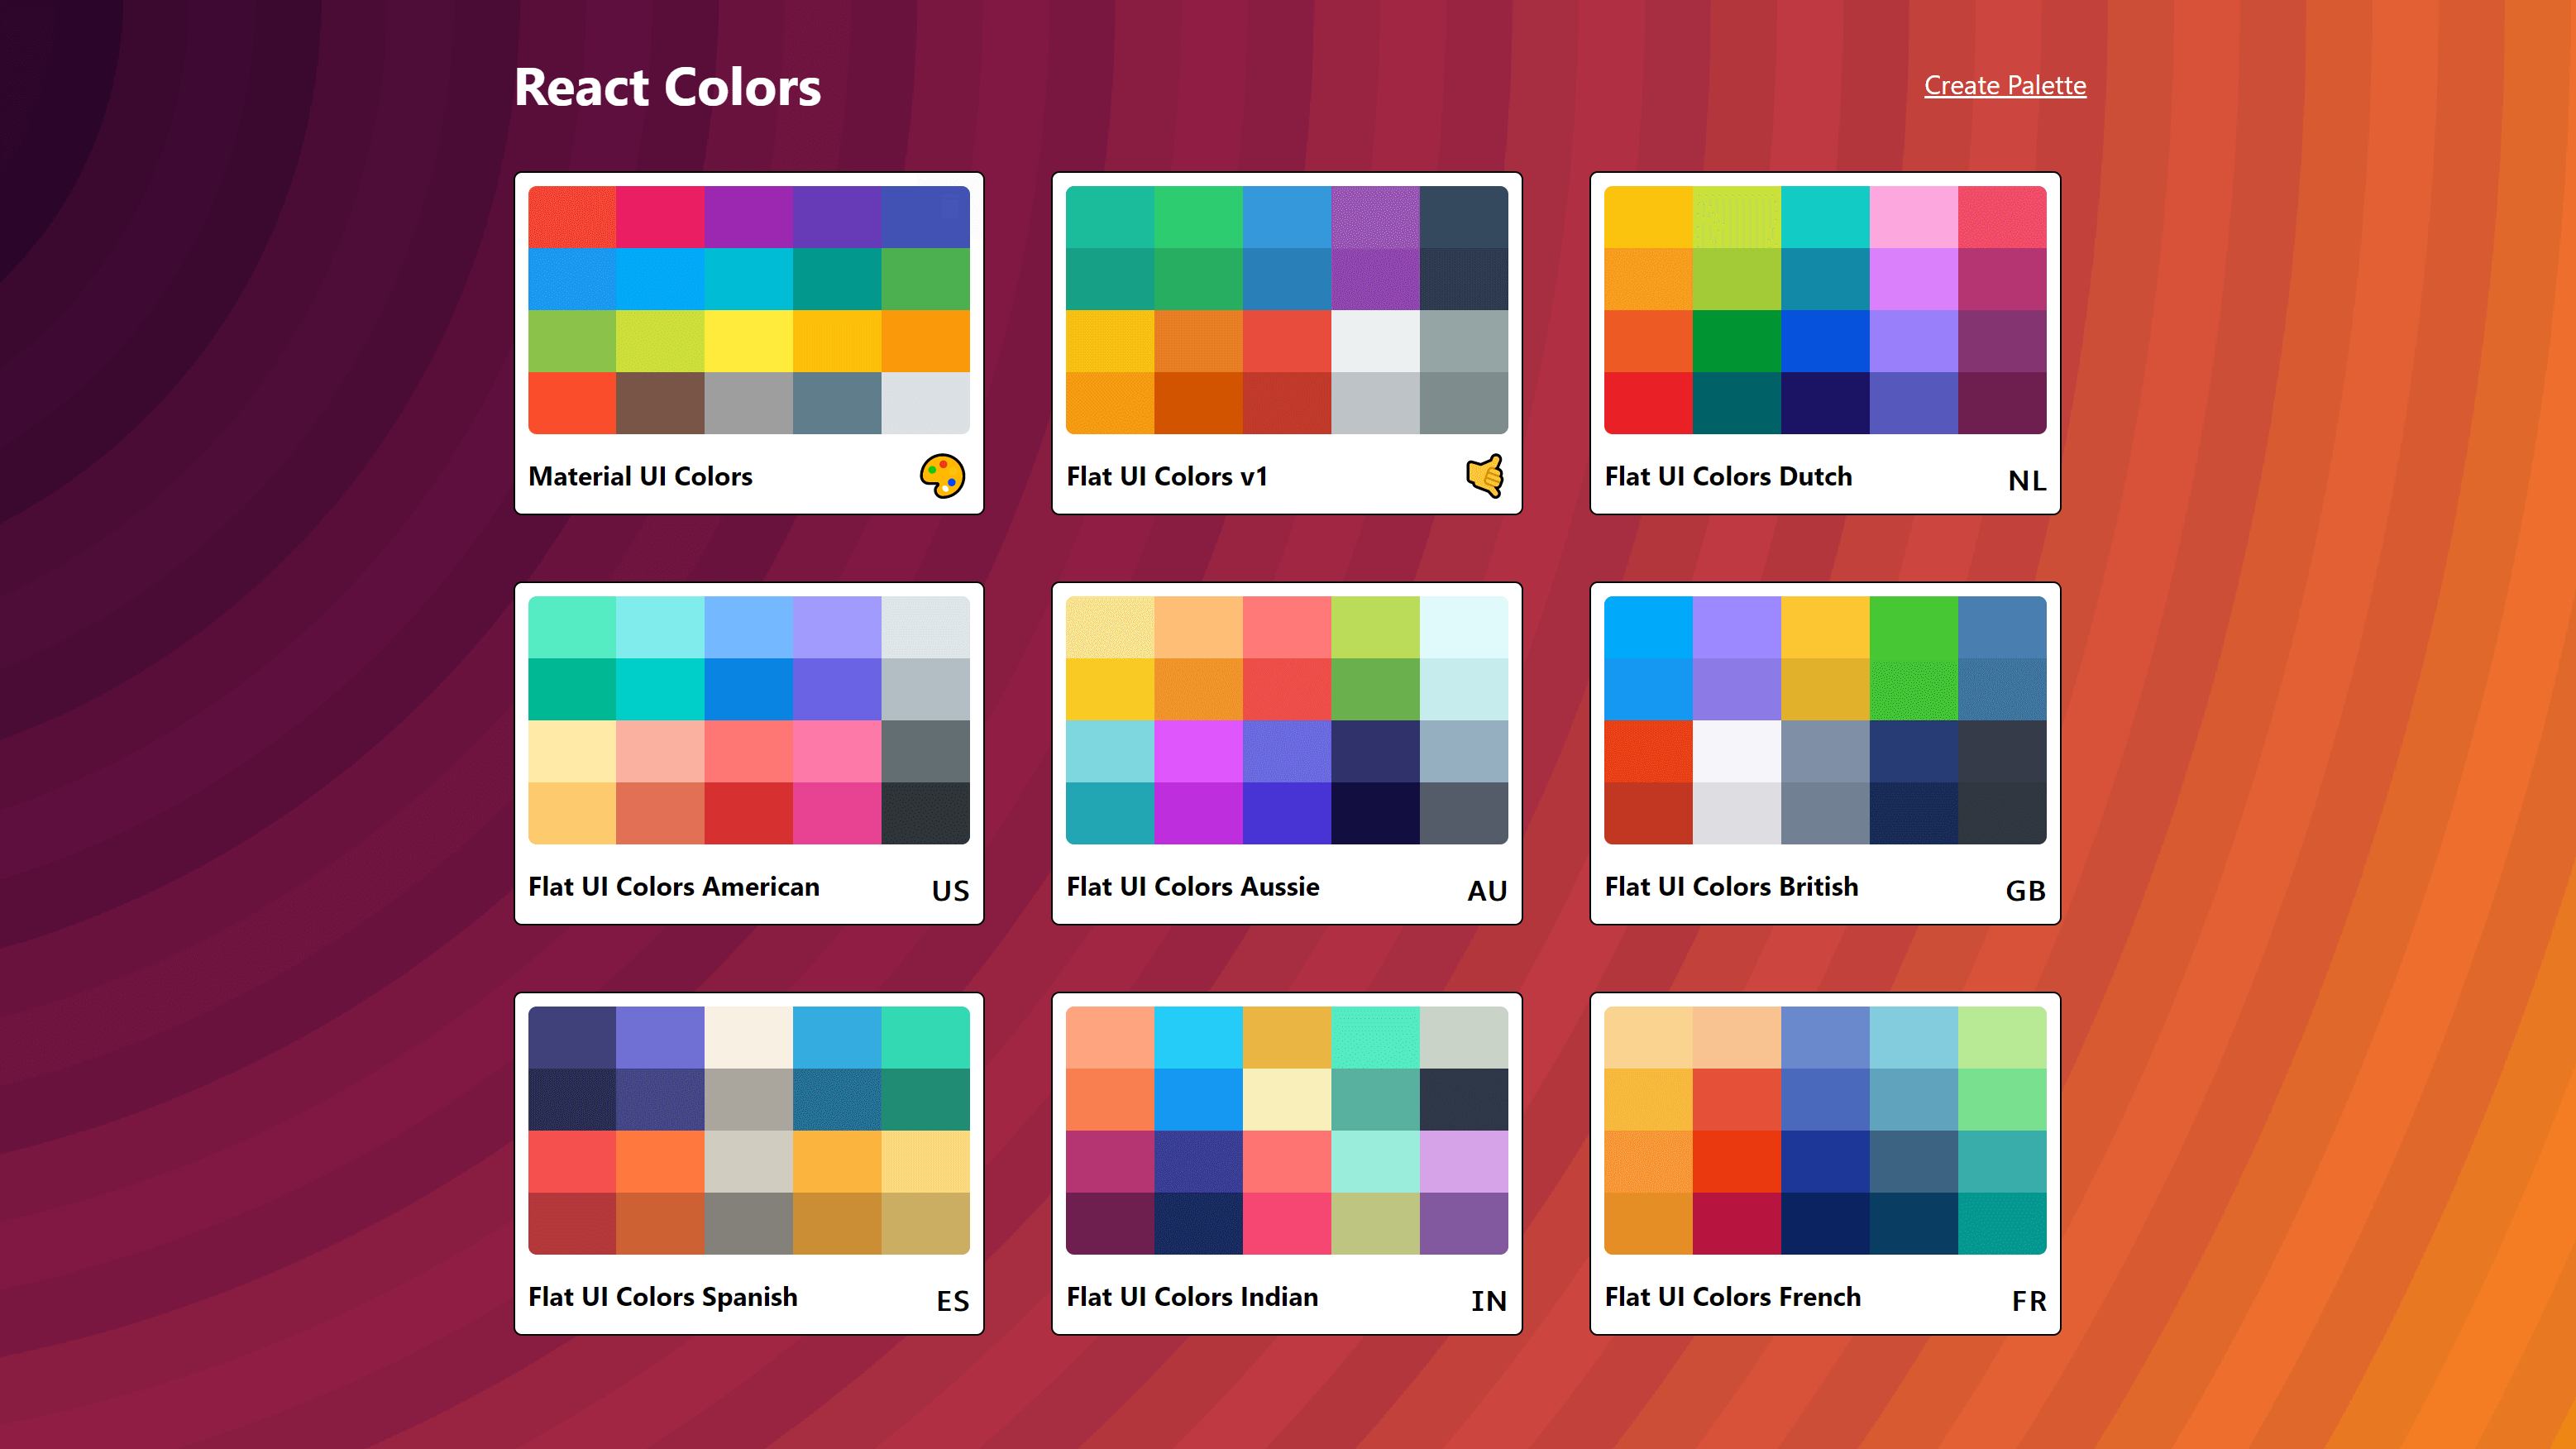 React Colors
Create Palette
Material UI Colors
Flat UI Colors v1
Flat UI Colors Dutch NL
Flat UI Colors American US
Flat UI Colors Aussie AU
Flat UI Colors British GB
Flat UI Colors Spanish ES
Flat UI Colors Indian IN
Flat UI Colors French FR